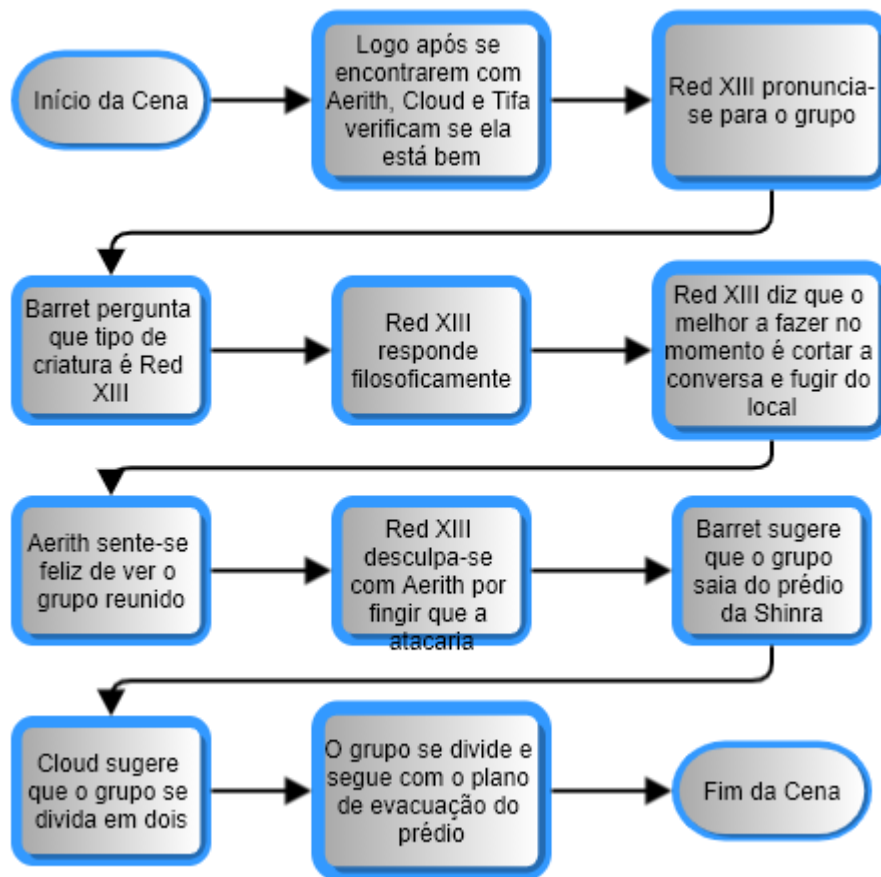 Início da Cena
Logo após se
encontrarem com
Aerith, Cloud e Tifa
verificam se ela
está bem
Red XIII pronuncia-
se para o grupo
Barret pergunta
que tipo de
criatura é Red
XIII
Red XIII
responde
filosoficamente
Red XIII diz que o
melhor a fazer no
momento é cortar a
conversa e fugir do
local
Aerith sente-se
feliz de ver o
grupo reunido
Red XIII
desculpa-se
com Aerith por
fingir que a
atacaria
Barret sugere
que o grupo
saia do prédio
da Shinra
Cloud sugere
que o grupo se
divida em dois
O grupo se divide e
segue com o plano
de evacuação do
prédio
Fim da Cena